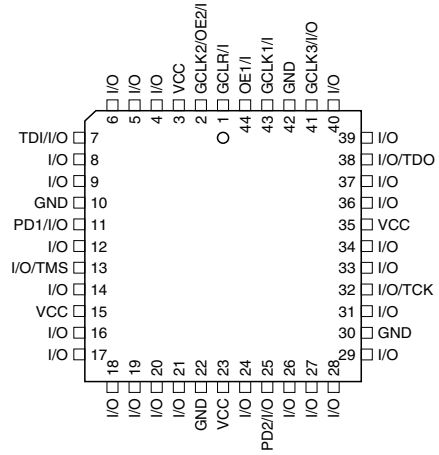 I/O
I/O
I/O
VCC
GCLK2/OE2/I
GCLR/I
OE1/I
GCLK1/I
GND
GCLK3/I/O
I/O
6
5
4
3
2
1
44
43
42
41
40
TDI/I/O 7
I/O 8
I/O 9
GND 10
PD1/I/O 11
I/O 12
I/O/TMS 13
I/O 14
VCC 15
I/O 16
I/O 17
39 I/O
38 I/O/TDO
37 I/O
36 I/O
35 VCC
34 I/O
33 I/O
32 I/O/TCK
31 I/O
30 GND
29 I/O
18
19
20
21
22
23
24
25
26
27
28
I/O
I/O
I/O
I/O
GND
VCC
I/O
PD2/I/O
I/O
I/O
I/O